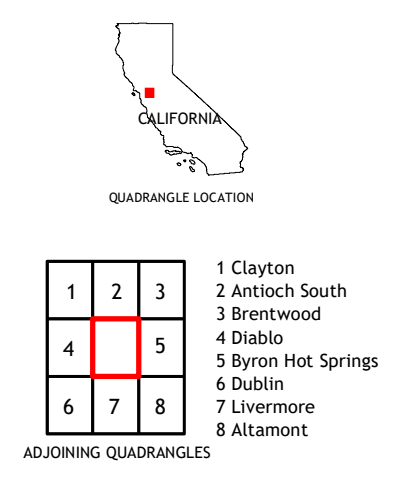 CALIFORNIA
QUADRANGLE LOCATION
1 2 3
4 5
6 7 8
ADJOINING QUADRANGLES
1 Clayton
2 Antioch South
3 Brentwood
4 Diablo
5 Byron Hot Springs
6 Dublin
7 Livermore
8 Altamont